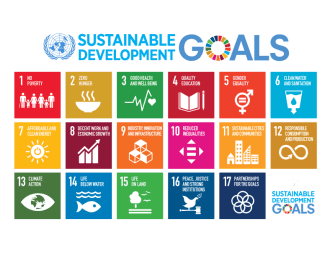 SUSTAINABLE
DEVELOPMENT
GOALS
1 NO
POVERTY
2 ZERO
HUNGER
3 GOOD HEALTH
AND WELL-BEING
4 QUALITY
EDUCATION
5 GENDER
EQUALITY
6 CLEAN WATER
AND SANITATION
7 AFFORDABLE AND
CLEAN ENERGY
8 DECENT WORK AND
ECONOMIC GROWTH
9 INDUSTRY, INNOVATION
AND INFRASTRUCTURE
10 REDUCED
INEQUALITIES
11 SUSTAINABLE CITIES
AND COMMUNITIES
12 RESPONSIBLE
CONSUMPTION
AND PRODUCTION
13 CLIMATE
ACTION
14 LIFE
BELOW WATER
15 LIFE
ON LAND
16 PEACE, JUSTICE
AND STRONG
INSTITUTIONS
17 PARTNERSHIPS
FOR THE GOALS
SUSTAINABLE
DEVELOPMENT
GOALS